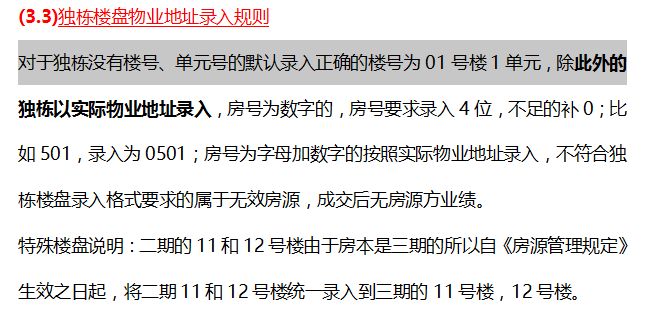 (3.3)独栋楼盘物业地址录入规则
对于独栋没有楼号、单元号的默认录入正确的楼号为 01 号楼 1 单元，除此外的
独栋以实际物业地址录入，房号为数字的，房号要求录入 4 位，不足的补 0；比
如 501，录入为 0501；房号为字母加数字的按照实际物业地址录入，不符合独
栋楼盘录入格式要求的属于无效房源，成交后无房源方业绩。
特殊楼盘说明：二期的 11 和 12 号楼由于房本是三期的所以自《房源管理规定》
生效之日起，将二期 11 和 12 号楼统一录入到三期的 11 号楼，12 号楼。